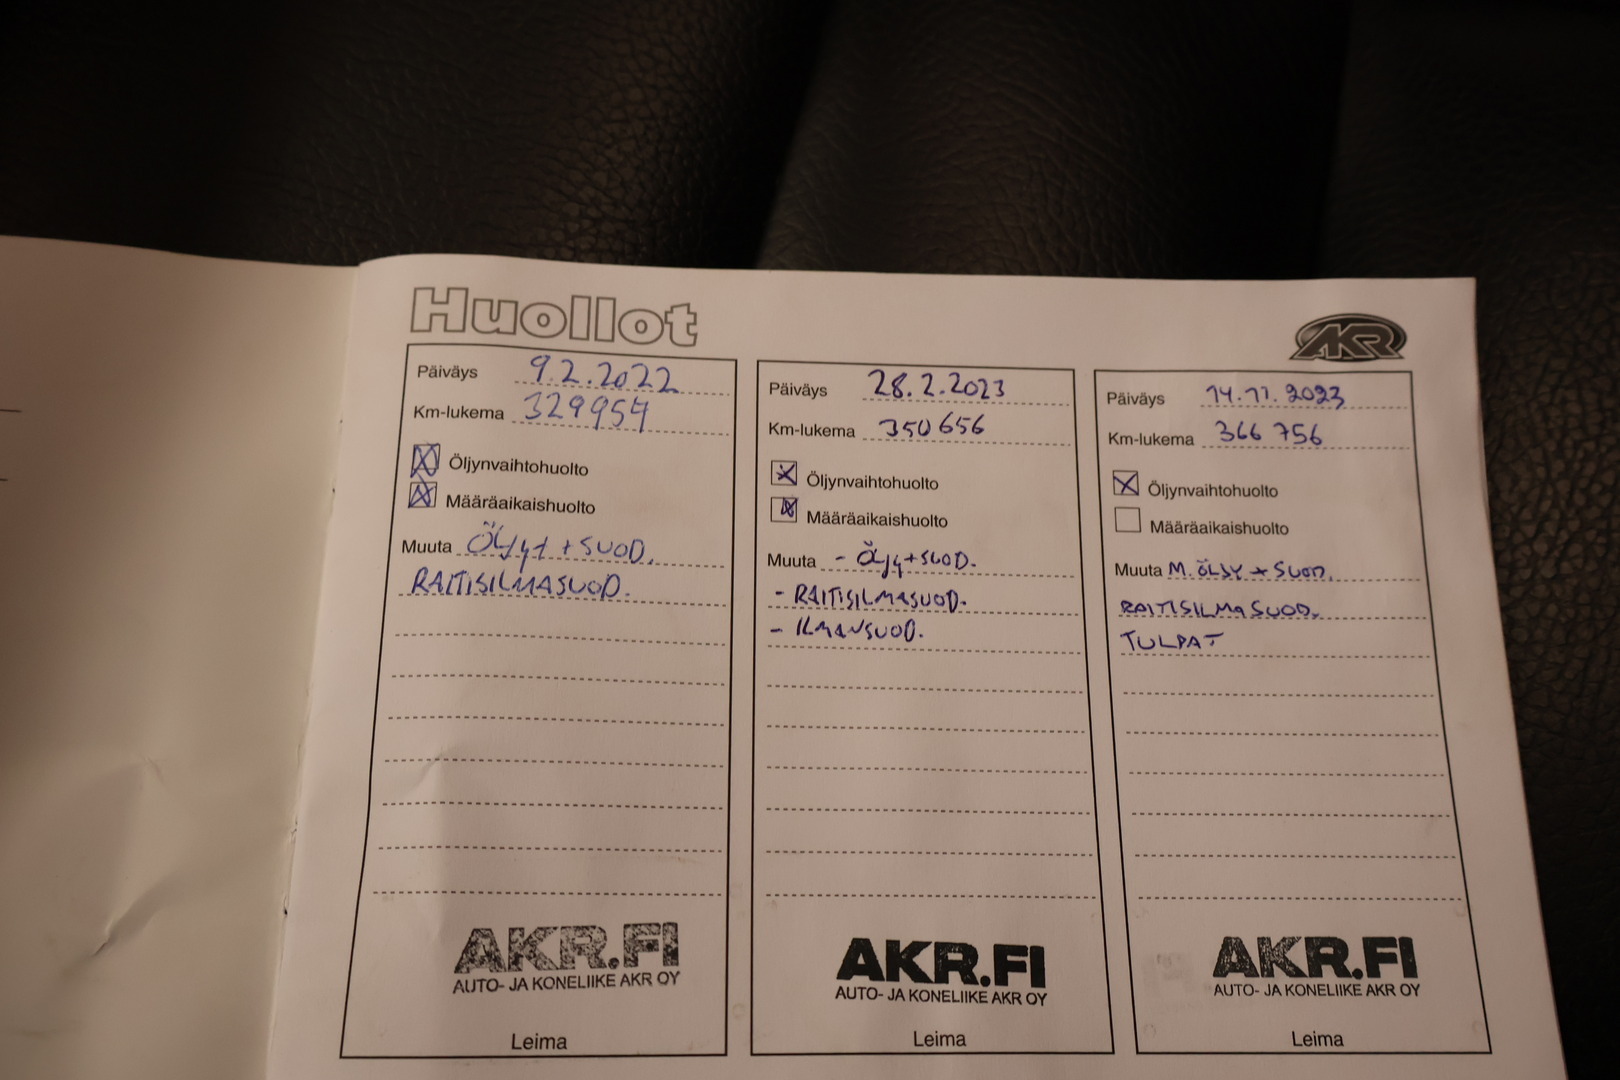 Huollot
AKR
Päiväys 9.2.2022
Km-lukema 329954
Öljynvaihtohuolto
Määräaikaishuolto
Muuta ÖLJYT + SUOD.
RAITISILMASUOD.
AKR.FI
AUTO- JA KONELIIKE AKR OY
Leima
Päiväys 28.2.2023
Km-lukema 350656
Öljynvaihtohuolto
Määräaikaishuolto
Muuta - ÖLJY+SUOD.
- RAITISILMASUOD.
- ILMANSUOD.
AKR.FI
AUTO- JA KONELIIKE AKR OY
Leima
Päiväys 14.11.2023
Km-lukema 366 756
Öljynvaihtohuolto
Määräaikaishuolto
Muuta M. ÖLJY + SUOD.
RAITISILMASUOD.
TULPAT
AKR.FI
AUTO- JA KONELIIKE AKR OY
Leima